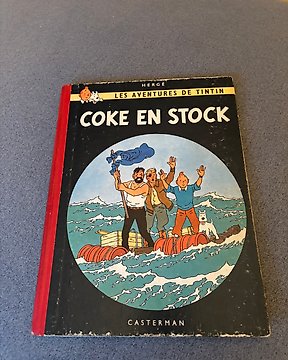 HERGÉ
LES AVENTURES DE TINTIN
COKE EN STOCK
CASTERMAN